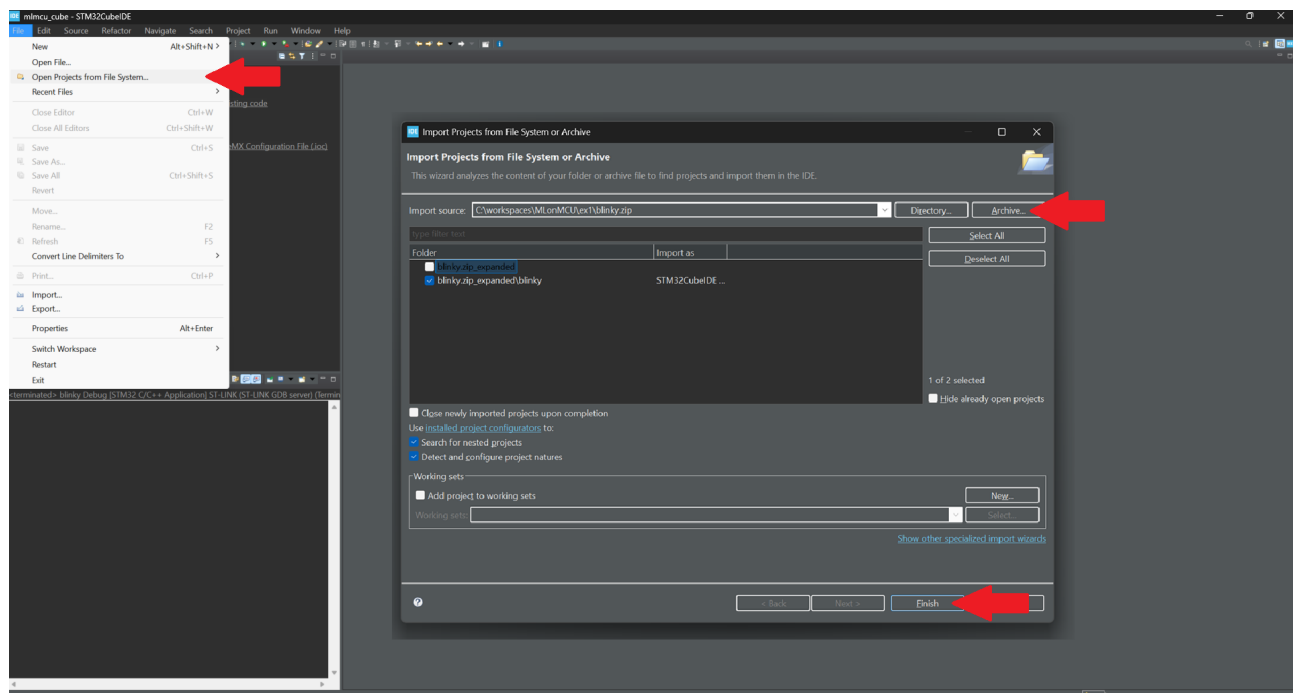 IDE mlmcu_cube - STM32CubeIDE
File Edit Source Refactor Navigate Search Project Run Window Help
New Alt+Shift+N >
Open File...
Open Projects from File System...
Recent Files >
Close Editor Ctrl+W
Close All Editors Ctrl+Shift+W
Save Ctrl+S
Save As...
Save All Ctrl+Shift+S
Revert
Move...
Rename... F2
Refresh F5
Convert Line Delimiters To >
Print... Ctrl+P
Import...
Export...
Properties Alt+Enter
Switch Workspace >
Restart
Exit
sting code
eMX Configuration File (.ioc)
<terminated> blinky Debug [STM32 C/C++ Application] ST-LINK (ST-LINK GDB server) (Termin
IDE Import Projects from File System or Archive
Import Projects from File System or Archive
This wizard analyzes the content of your folder or archive file to find projects and import them in the IDE.
Import source: C:\workspaces\MLonMCU\ex1\blinky.zip Directory... Archive...
type filter text Select All
Folder Import as
Deselect All
blinky.zip_expanded
blinky.zip_expanded\blinky STM32CubeIDE ...
1 of 2 selected
Hide already open projects
Close newly imported projects upon completion
Use installed project configurators to:
Search for nested projects
Detect and configure project natures
Working sets
Add project to working sets New...
Working sets: Select...
Show other specialized import wizards
? < Back Next > Finish